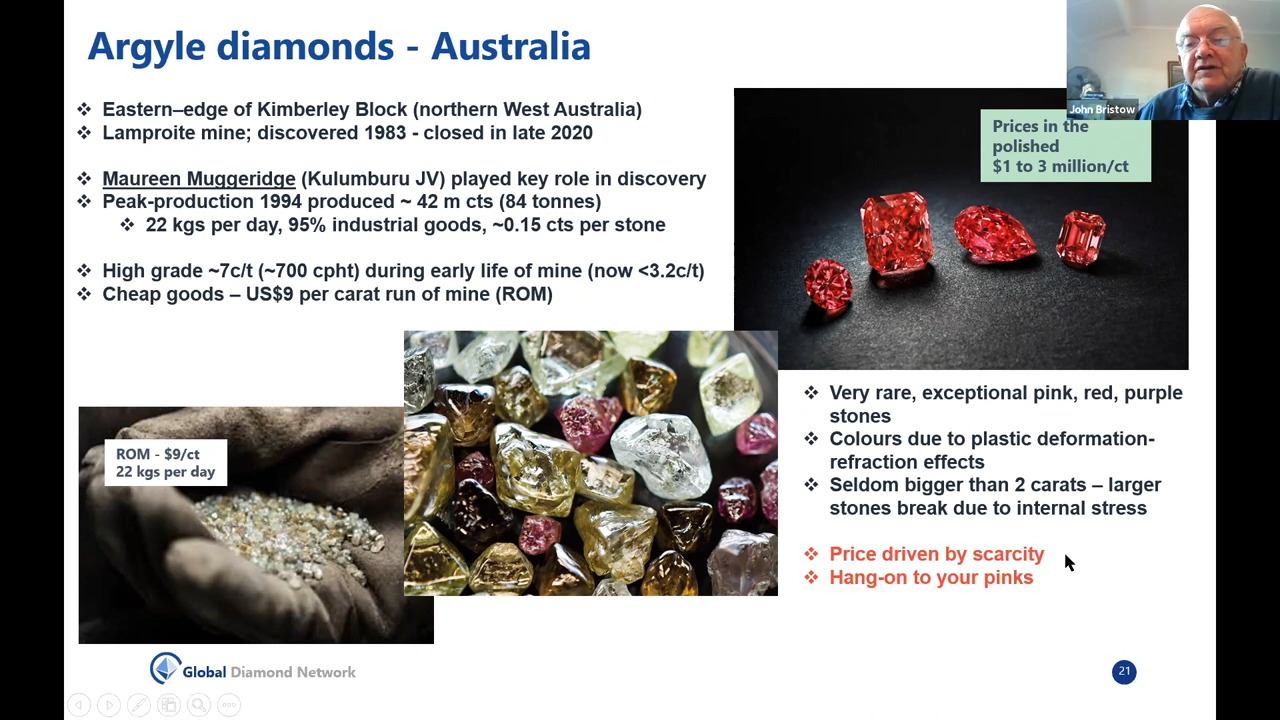 Argyle diamonds - Australia
❖ Eastern–edge of Kimberley Block (northern West Australia)
❖ Lamproite mine; discovered 1983 - closed in late 2020
❖ Maureen Muggeridge (Kulumburu JV) played key role in discovery
❖ Peak-production 1994 produced ~ 42 m cts (84 tonnes)
❖ 22 kgs per day, 95% industrial goods, ~0.15 cts per stone
❖ High grade ~7c/t (~700 cpht) during early life of mine (now <3.2c/t)
❖ Cheap goods – US$9 per carat run of mine (ROM)
John Bristow
Prices in the
polished
$1 to 3 million/ct
ROM - $9/ct
22 kgs per day
❖ Very rare, exceptional pink, red, purple
stones
❖ Colours due to plastic deformation-
refraction effects
❖ Seldom bigger than 2 carats – larger
stones break due to internal stress
❖ Price driven by scarcity
❖ Hang-on to your pinks
Global Diamond Network
21